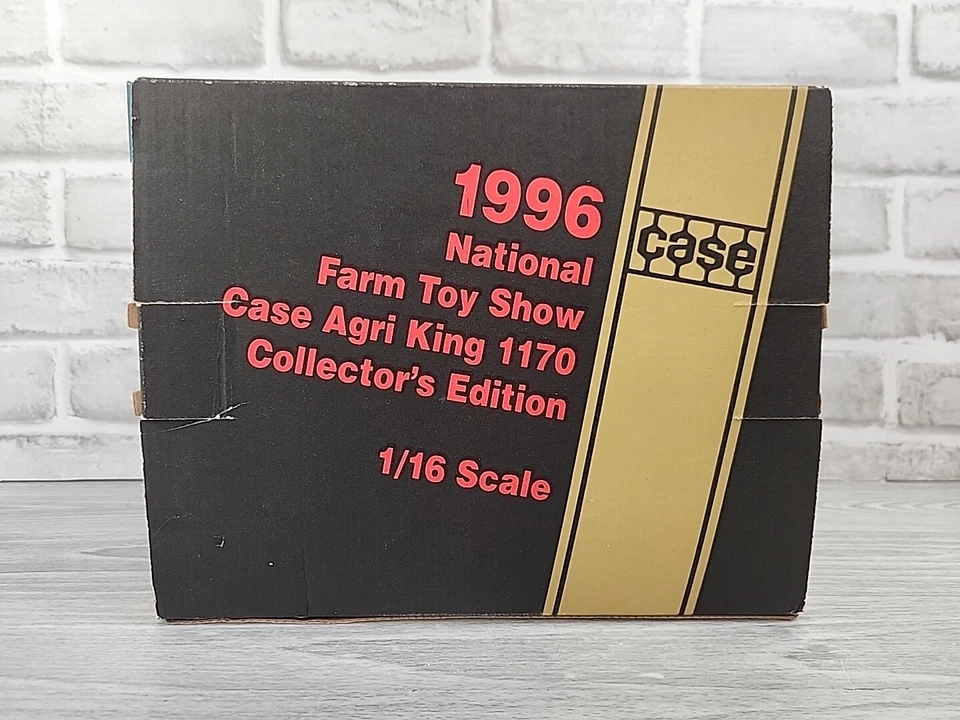 1996
National
Farm Toy Show
Case Agri King 1170
Collector's Edition
1/16 Scale
case